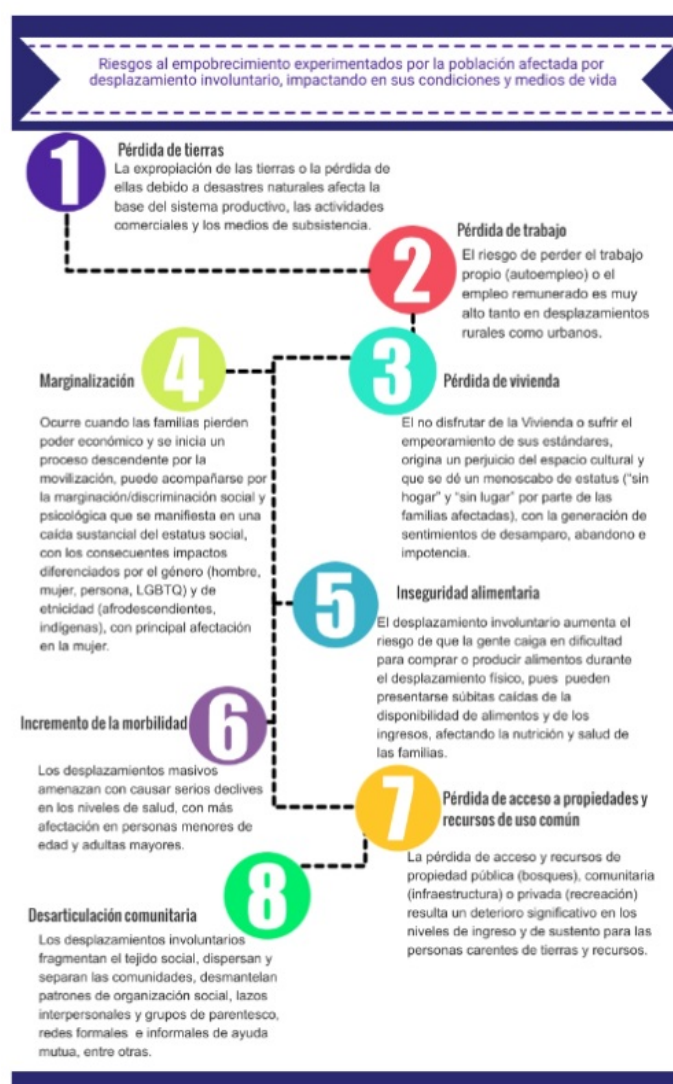 Riesgos al empobrecimiento experimentados por la población afectada por
desplazamiento involuntario, impactando en sus condiciones y medios de vida
1
Pérdida de tierras
La expropiación de las tierras o la pérdida de
ellas debido a desastres naturales afecta la
base del sistema productivo, las actividades
comerciales y los medios de subsistencia.
2
Pérdida de trabajo
El riesgo de perder el trabajo
propio (autoempleo) o el
empleo remunerado es muy
alto tanto en desplazamientos
rurales como urbanos.
3
Pérdida de vivienda
El no disfrutar de la Vivienda o sufrir el
empeoramiento de sus estándares,
origina un perjuicio del espacio cultural y
que se dé un menoscabo de estatus ("sin
hogar" y "sin lugar" por parte de las
familias afectadas), con la generación de
sentimientos de desamparo, abandono e
impotencia.
4
Marginalización
Ocurre cuando las familias pierden
poder económico y se inicia un
proceso descendente por la
movilización, puede acompañarse por
la marginación/discriminación social y
psicológica que se manifiesta en una
caída sustancial del estatus social,
con los consecuentes impactos
diferenciados por el género (hombre,
mujer, persona, LGBTQ) y de
etnicidad (afrodescendientes,
indígenas), con principal afectación
en la mujer.
5
Inseguridad alimentaria
El desplazamiento involuntario aumenta el
riesgo de que la gente caiga en dificultad
para comprar o producir alimentos durante
el desplazamiento físico, pues pueden
presentarse súbitas caídas de la
disponibilidad de alimentos y de los
ingresos, afectando la nutrición y salud de
las familias.
6
Incremento de la morbilidad
Los desplazamientos masivos
amenazan con causar serios declives
en los niveles de salud, con más
afectación en personas menores de
edad y adultas mayores.
7
Pérdida de acceso a propiedades y
recursos de uso común
La pérdida de acceso y recursos de
propiedad pública (bosques), comunitaria
(infraestructura) o privada (recreación)
resulta un deterioro significativo en los
niveles de ingreso y de sustento para las
personas carentes de tierras y recursos.
8
Desarticulación comunitaria
Los desplazamientos involuntarios
fragmentan el tejido social, dispersan y
separan las comunidades, desmantelan
patrones de organización social, lazos
interpersonales y grupos de parentesco,
redes formales e informales de ayuda
mutua, entre otras.